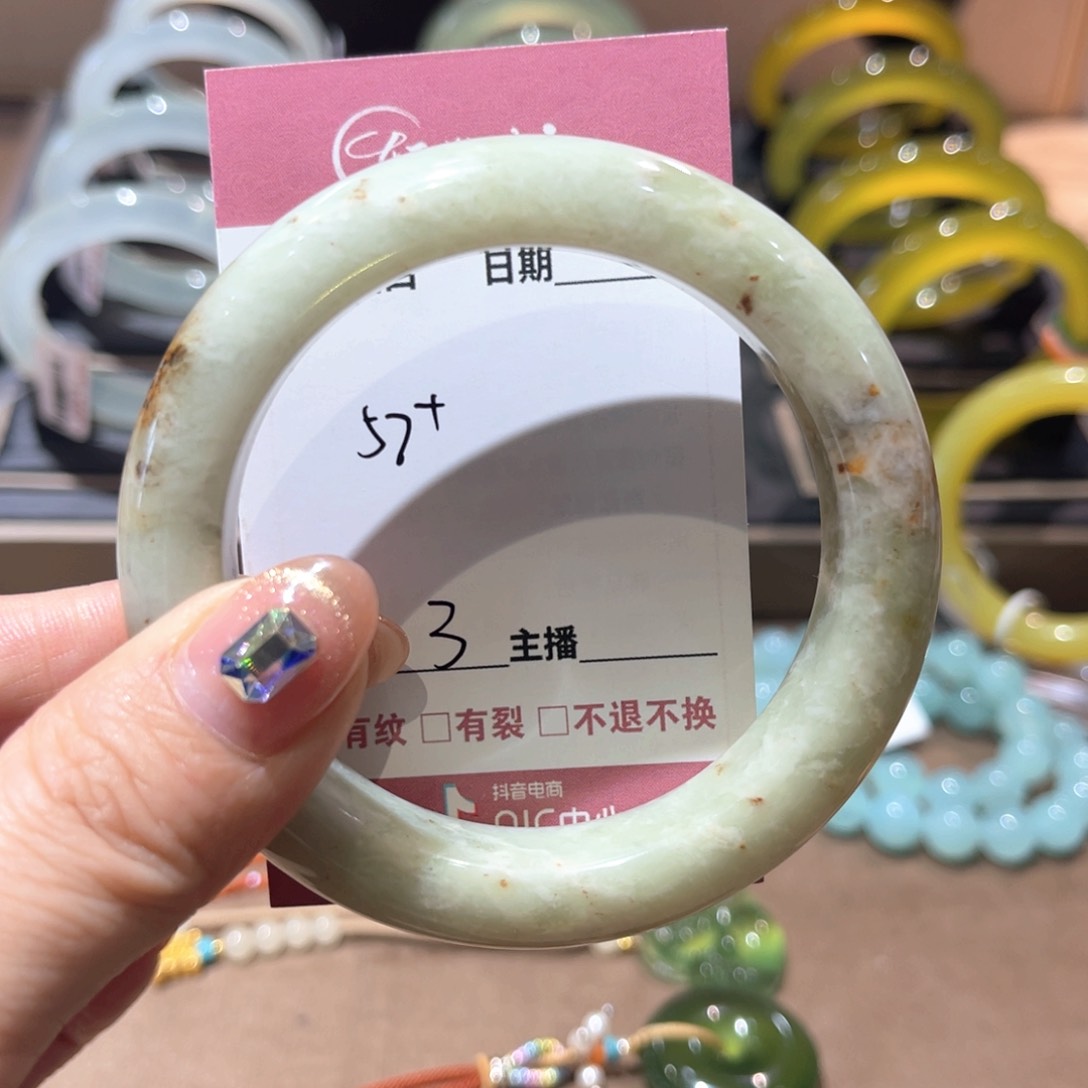 日期
57+
3 主播
有纹 □有裂 □不退不换
抖音电商